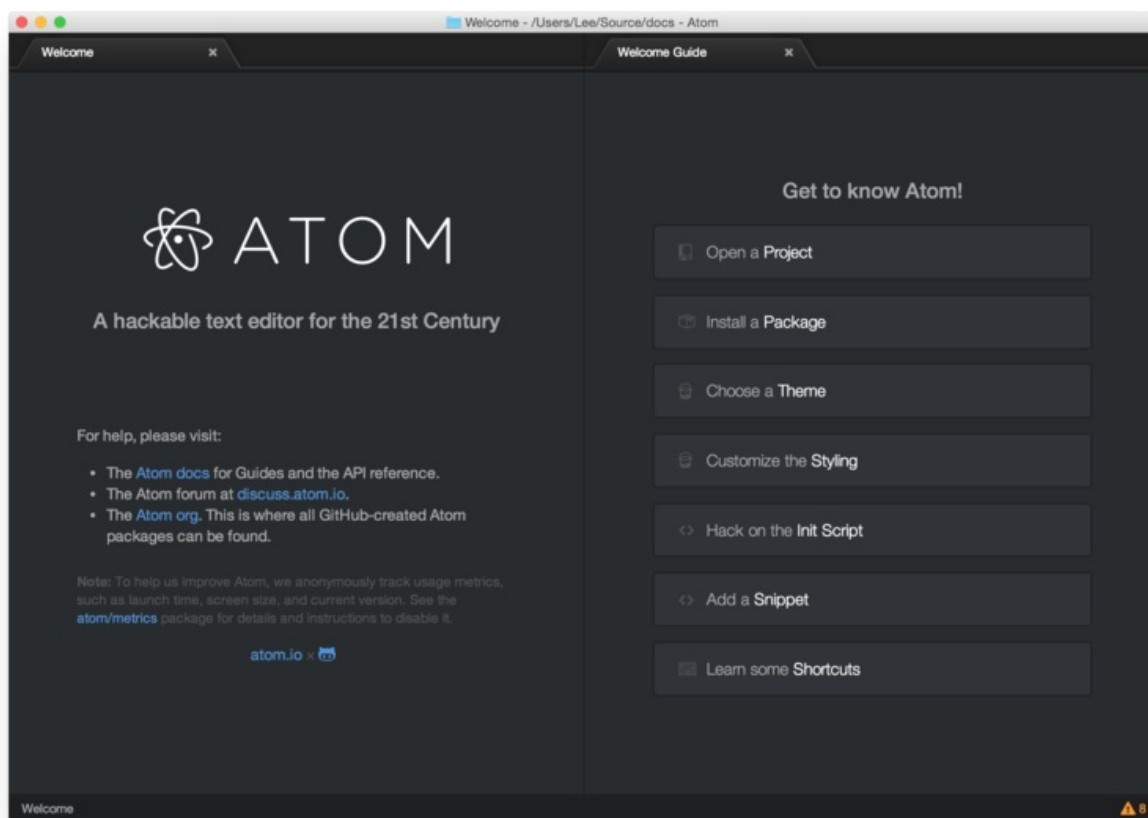 Welcome - /Users/Lee/Source/docs - Atom
Welcome
Welcome Guide
ATOM
A hackable text editor for the 21st Century
For help, please visit:
• The Atom docs for Guides and the API reference.
• The Atom forum at discuss.atom.io.
• The Atom org. This is where all GitHub-created Atom
packages can be found.
Note: To help us improve Atom, we anonymously track usage metrics,
such as launch time, screen size, and current version. See the
atom/metrics package for details and instructions to disable it.
atom.io ×
Get to know Atom!
Open a Project
Install a Package
Choose a Theme
Customize the Styling
Hack on the Init Script
Add a Snippet
Learn some Shortcuts
Welcome
8